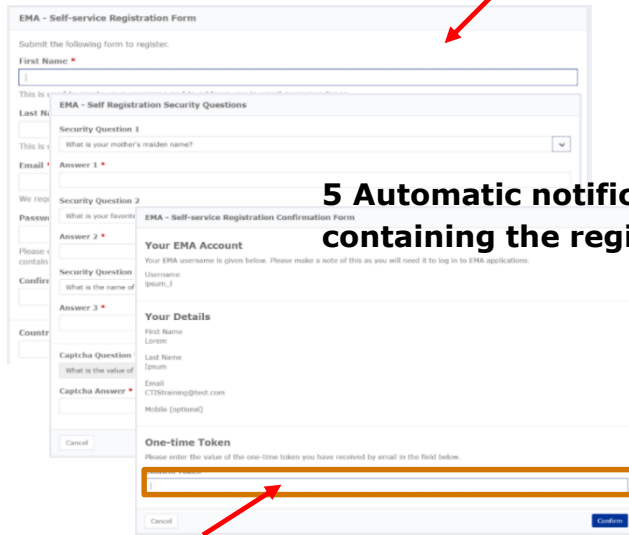 EMA - Self-service Registration Form
Submit the following form to register.
First Name *
This is
Last
This is
Email *
We
Please
contain
EMA - Self Registration Security Questions
Security Question 1
What is your mother's maiden name?
Answer 1 *
Security Question 2
What is your favorite
Answer 2 *
Security Question
What is the name of
Answer 3 *
Captcha Question
What is the value of
Captcha Answer *
Cancel
5 Automatic
containing the
EMA - Self-service Registration Confirmation Form
Your EMA Account
Your EMA username is given below. Please make a note of this as you will need it to log in to EMA applications.
Username
ipsum_l
Your Details
First Name
Lorem
Last Name
Ipsum
Email
CTIStraining@test.com
Mobile (optional)
One-time Token
Please enter the value of the one-time token you have received by email in the field below.
Cancel
Confirm